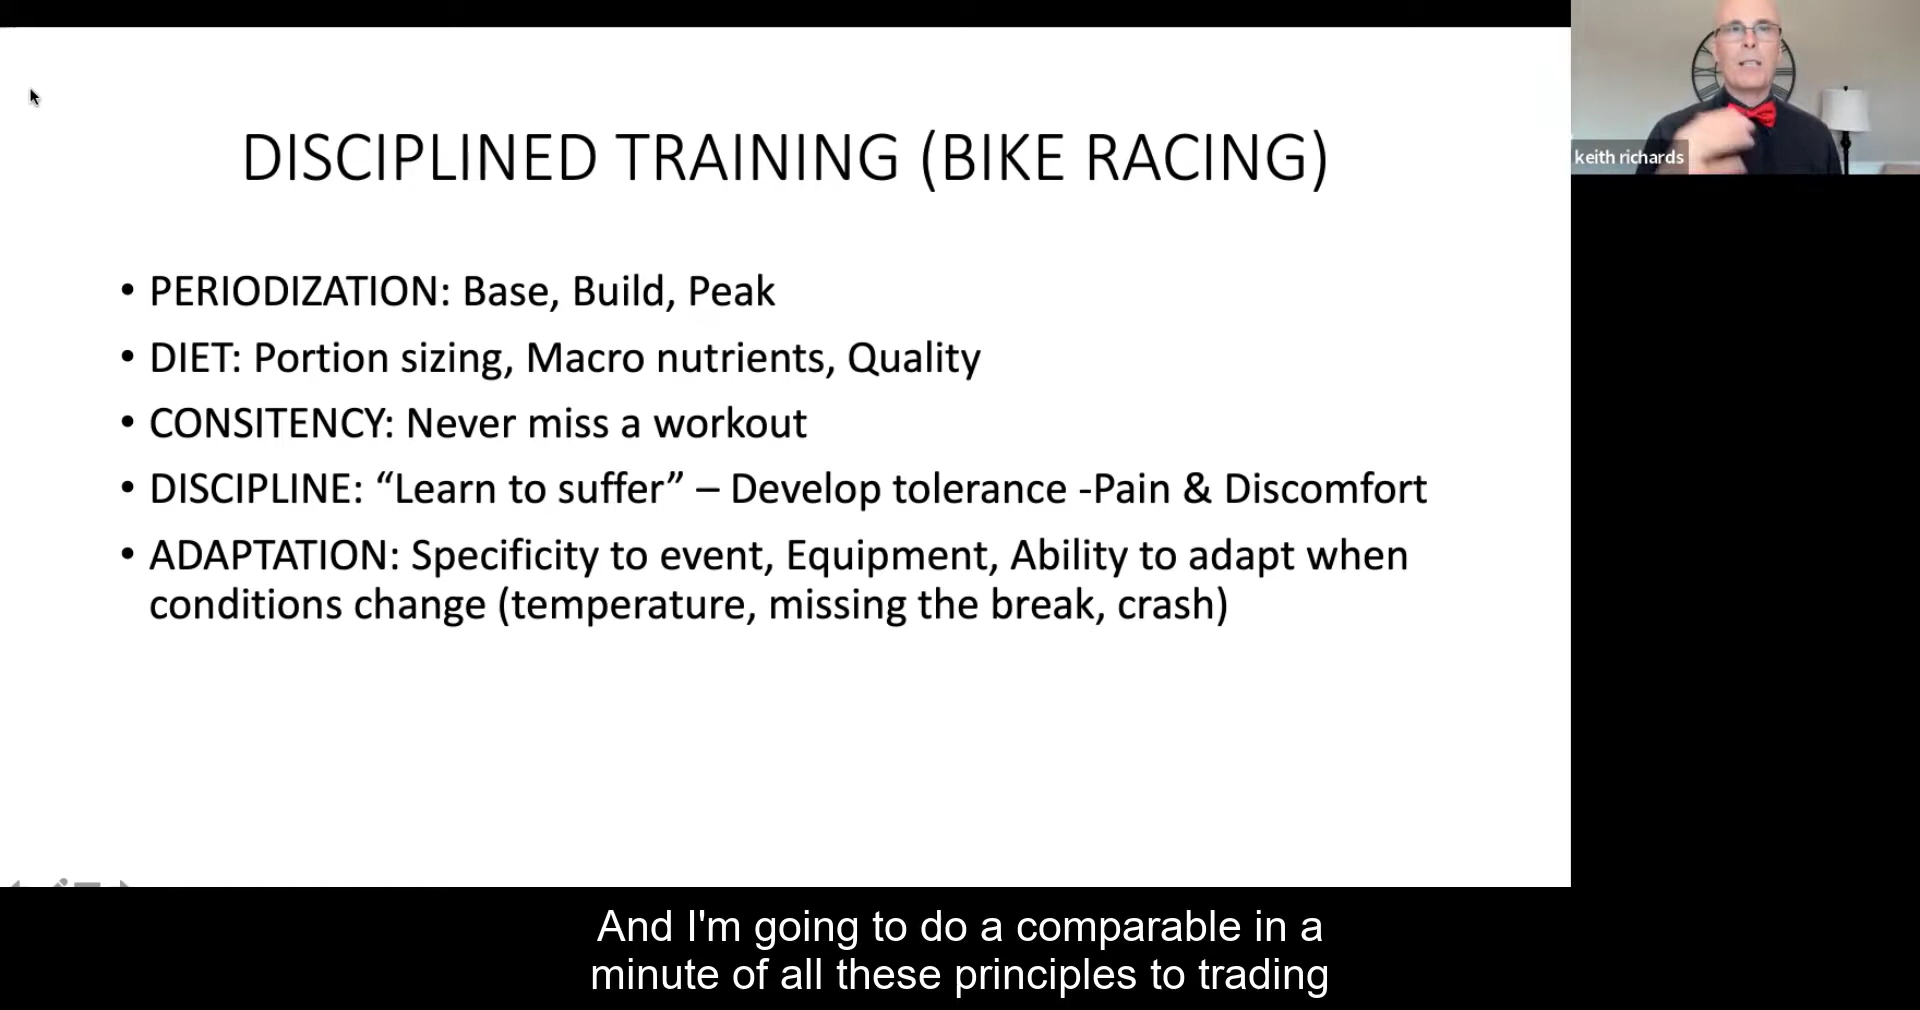 DISCIPLINED TRAINING (BIKE RACING)
keith richards
• PERIODIZATION: Base, Build, Peak
• DIET: Portion sizing, Macro nutrients, Quality
• CONSITENCY: Never miss a workout
• DISCIPLINE: “Learn to suffer” – Develop tolerance -Pain & Discomfort
• ADAPTATION: Specificity to event, Equipment, Ability to adapt when
conditions change (temperature, missing the break, crash)
And I'm going to do a comparable in a
minute of all these principles to trading